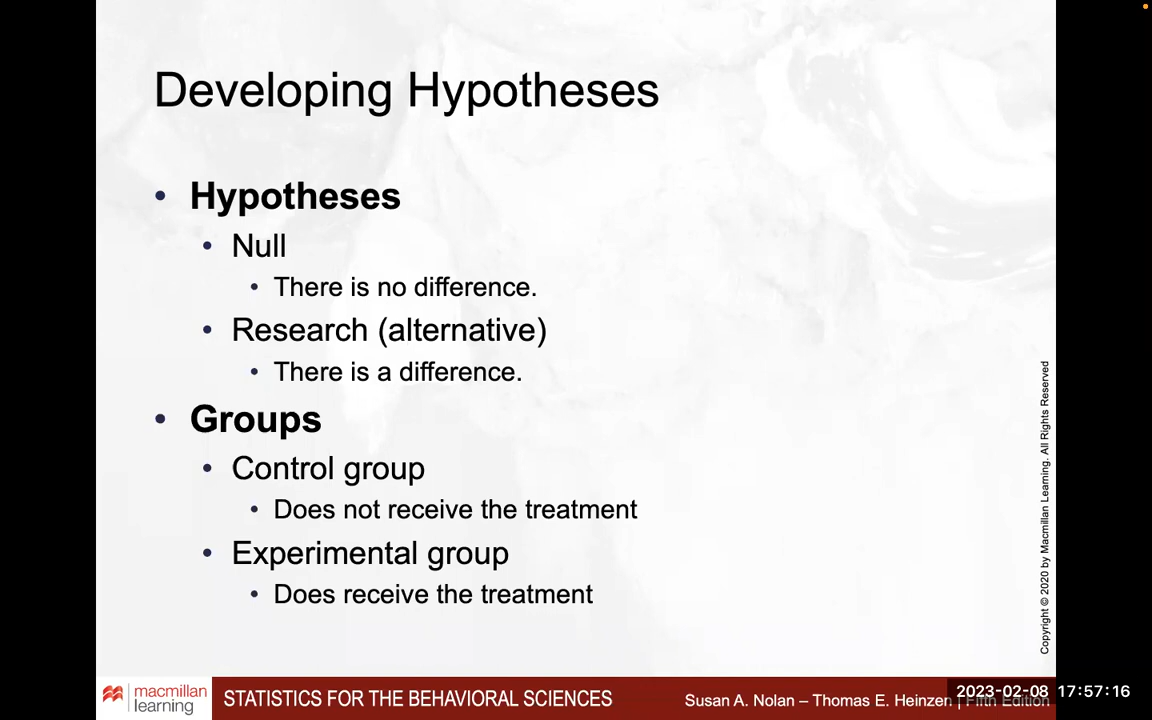 Developing Hypotheses
• Hypotheses
• Null
• There is no difference.
• Research (alternative)
• There is a difference.
• Groups
• Control group
• Does not receive the treatment
• Experimental group
• Does receive the treatment
Copyright © 2020 by Macmillan Learning. All Rights Reserved
macmillan
learning
STATISTICS FOR THE BEHAVIORAL SCIENCES
Susan A. Nolan – Thomas E. Heinzen | Fifth Edition
2023-02-08 17:57:16